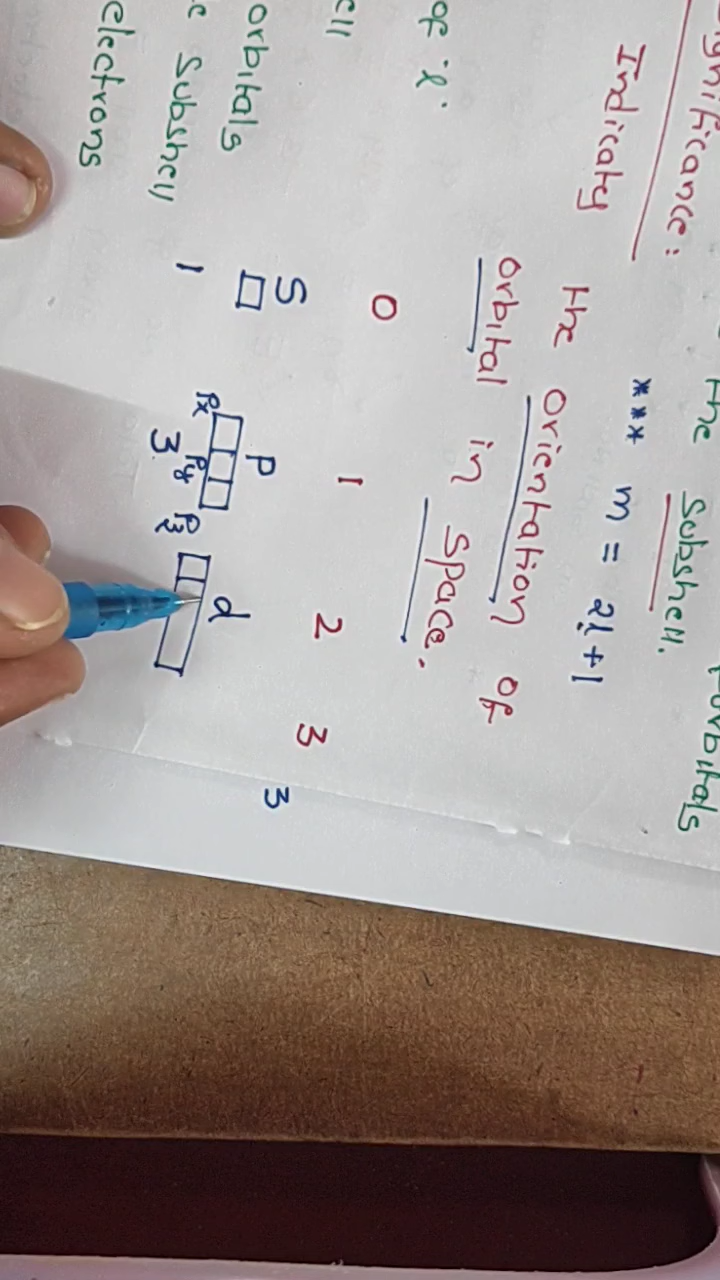 the Subshell. orbitals
*** m = 2l+1
Significance:
Indicates the Orientation of
orbital in Space.
of 'l' 0 1 2 3 3
ell S P d
orbitals
Px Py Pz
Subshell 1 3
electrons